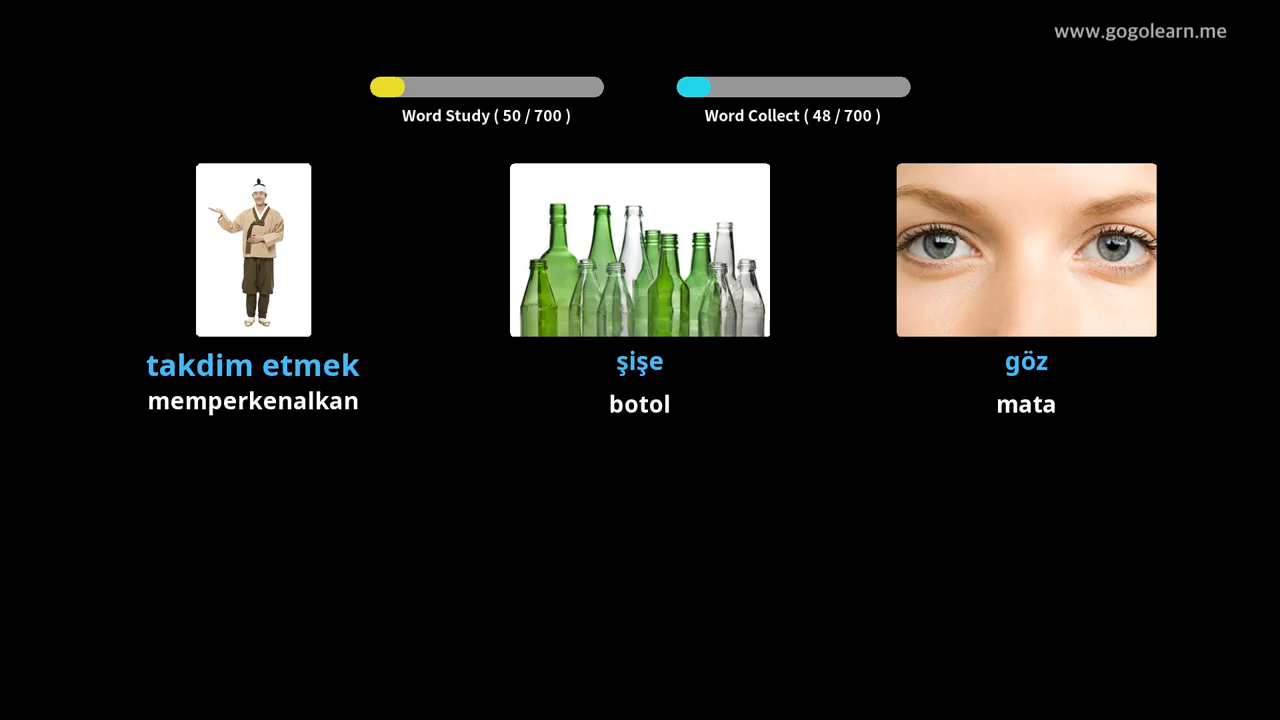 www.gogolearn.me
Word Study ( 50 / 700 )
Word Collect ( 48 / 700 )
takdim etmek
memperkenalkan
şişe
botol
göz
mata